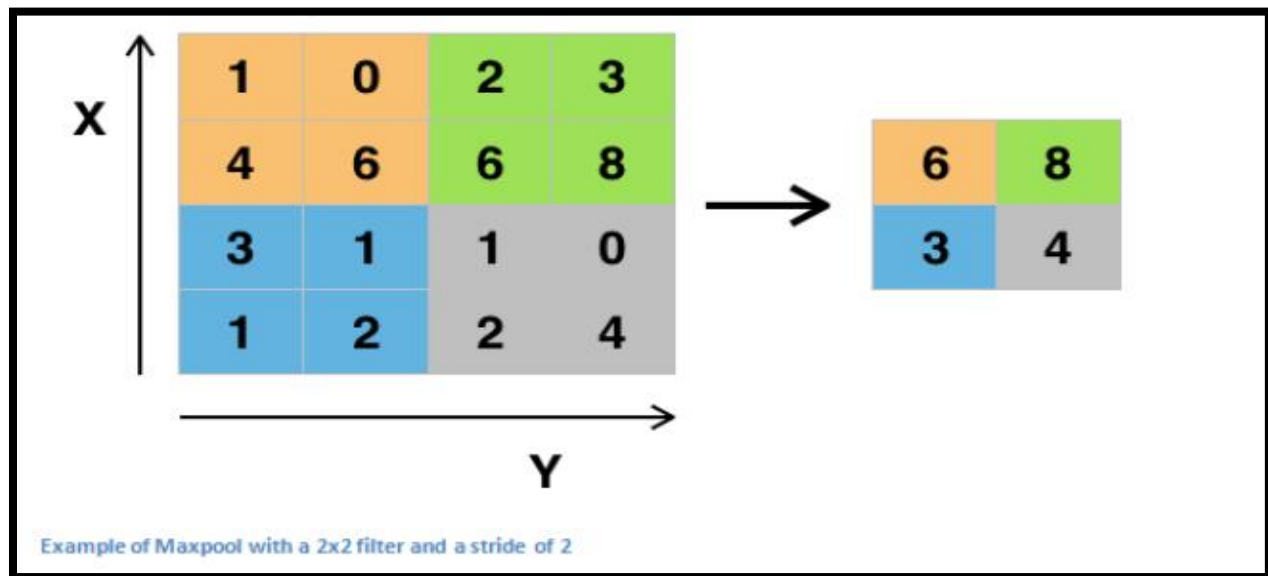 X
1 0 2 3
4 6 6 8
3 1 1 0
1 2 2 4
Y
6 8
3 4
Example of Maxpool with a 2x2 filter and a stride of 2